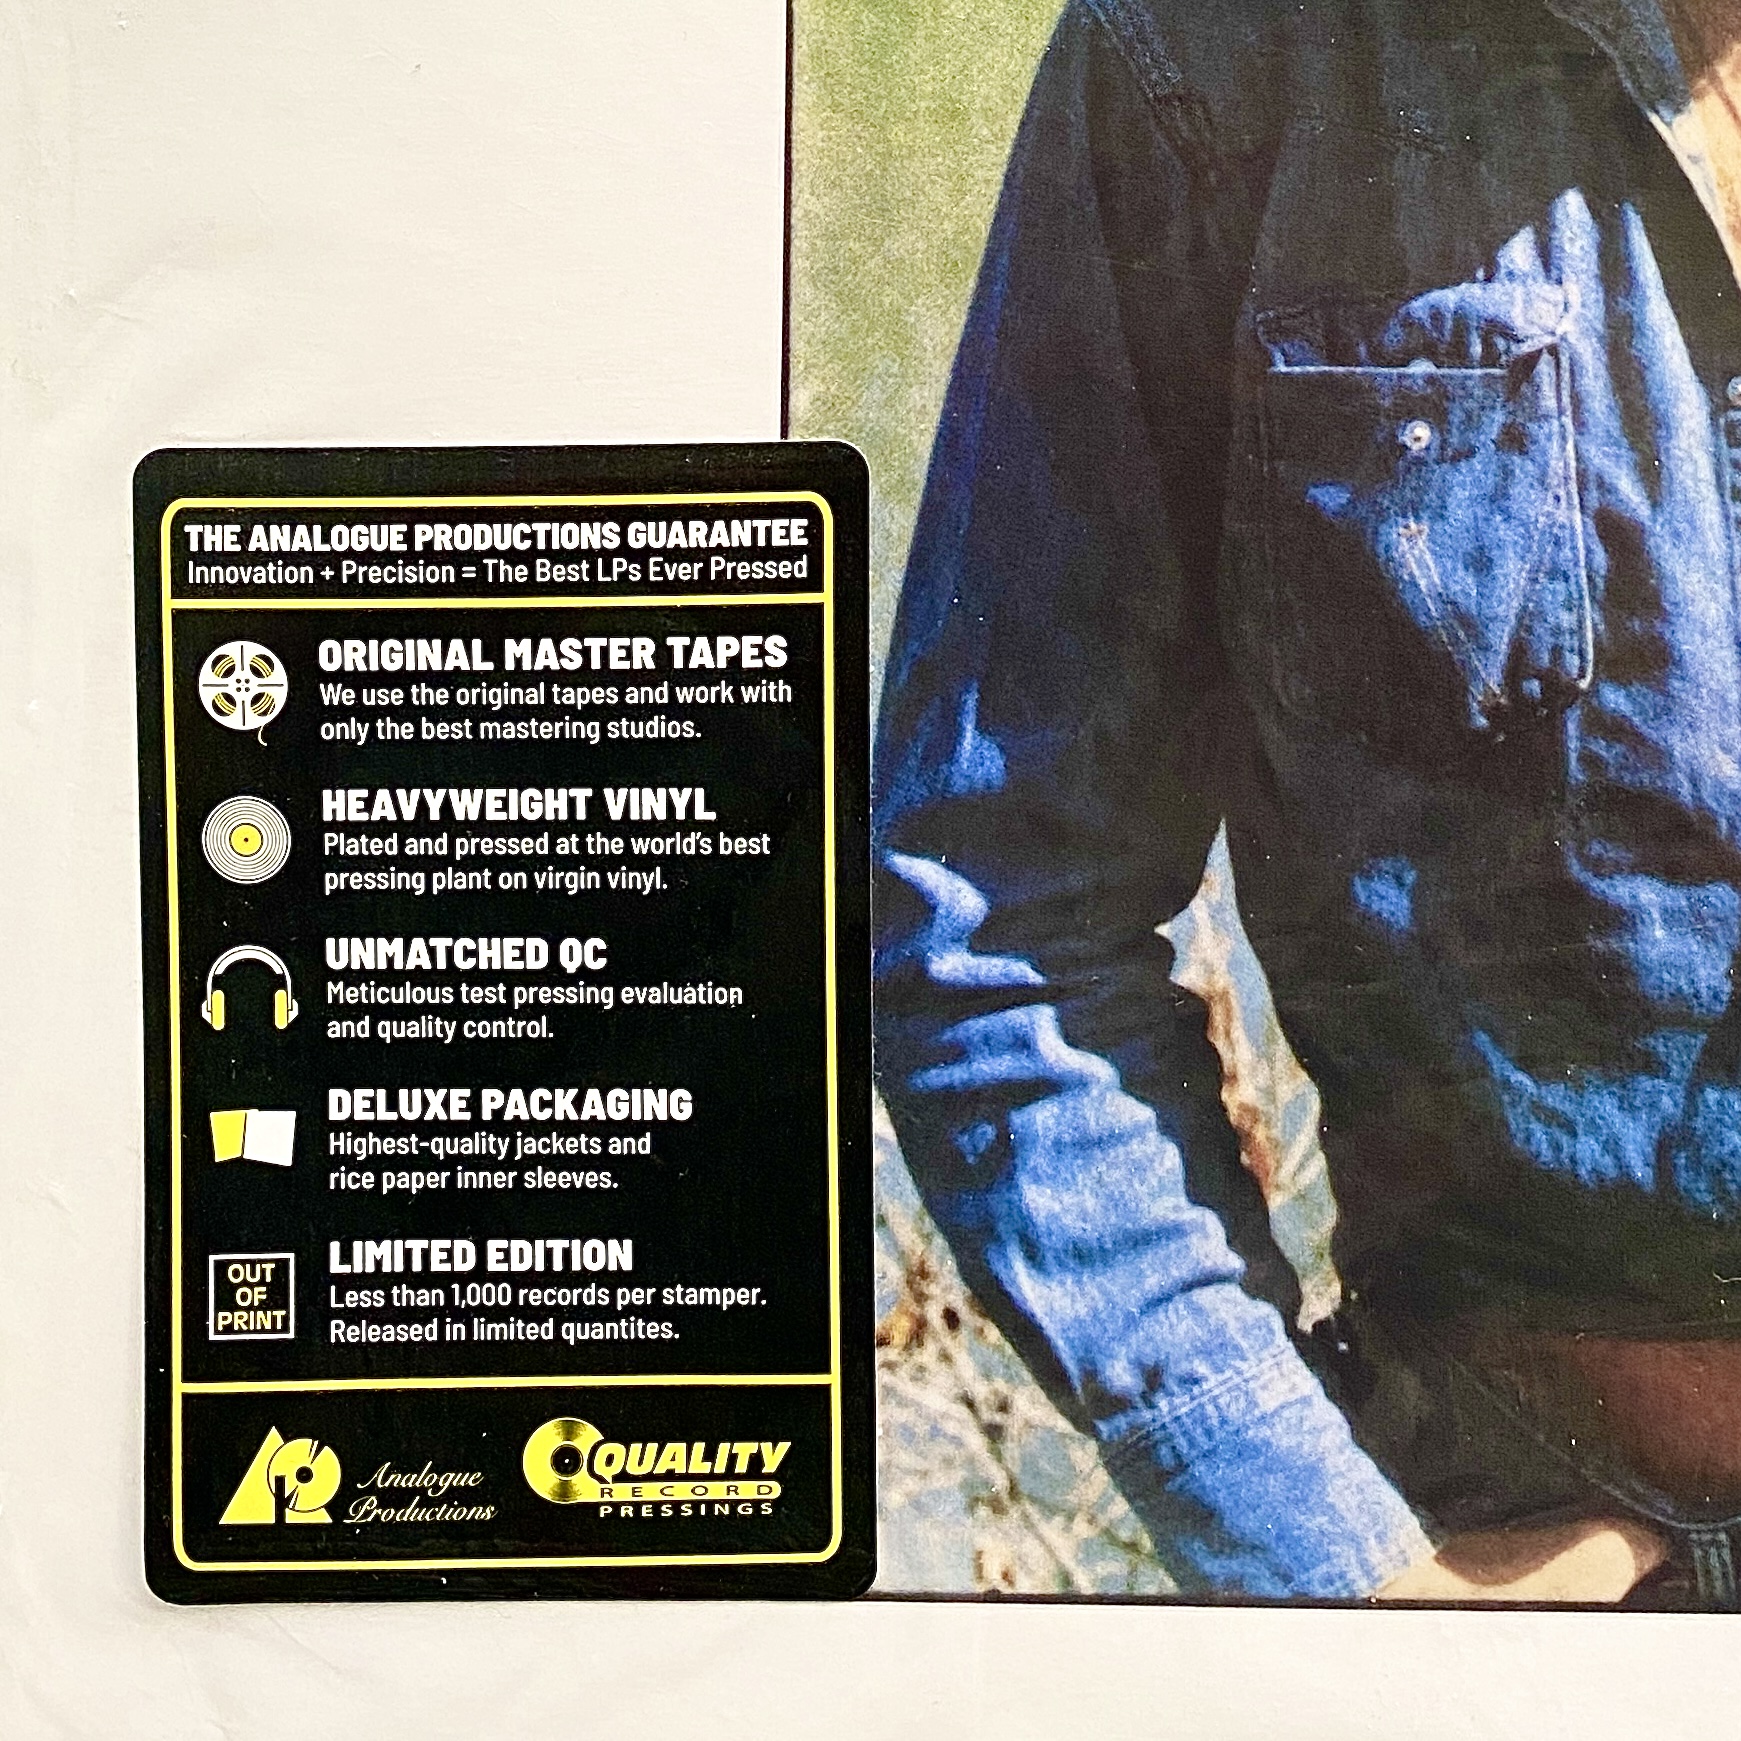 THE ANALOGUE PRODUCTIONS GUARANTEE
Innovation + Precision = The Best LPs Ever Pressed
ORIGINAL MASTER TAPES
We use the original tapes and work with
only the best mastering studios.
HEAVYWEIGHT VINYL
Plated and pressed at the world's best
pressing plant on virgin vinyl.
UNMATCHED QC
Meticulous test pressing evaluation
and quality control.
DELUXE PACKAGING
Highest-quality jackets and
rice paper inner sleeves.
OUT
OF
PRINT
LIMITED EDITION
Less than 1,000 records per stamper.
Released in limited quantites.
AP
Analogue
Productions
QUALITY
RECORD
PRESSINGS